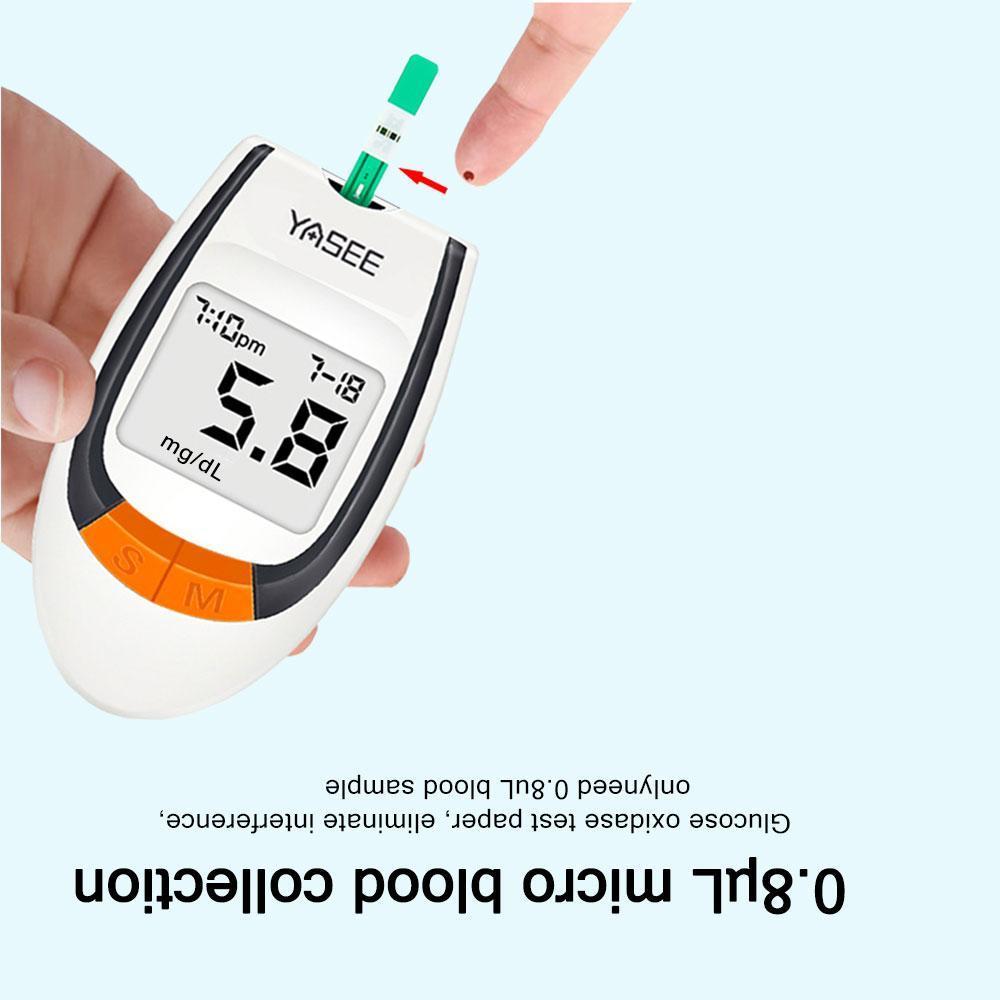 0.8µL micro blood collection
Glucose oxidase test paper, eliminate interference,
onlyneed 0.8uL blood sample
YASEE
7:10pm
7-18
5.8
mg/dL
S M